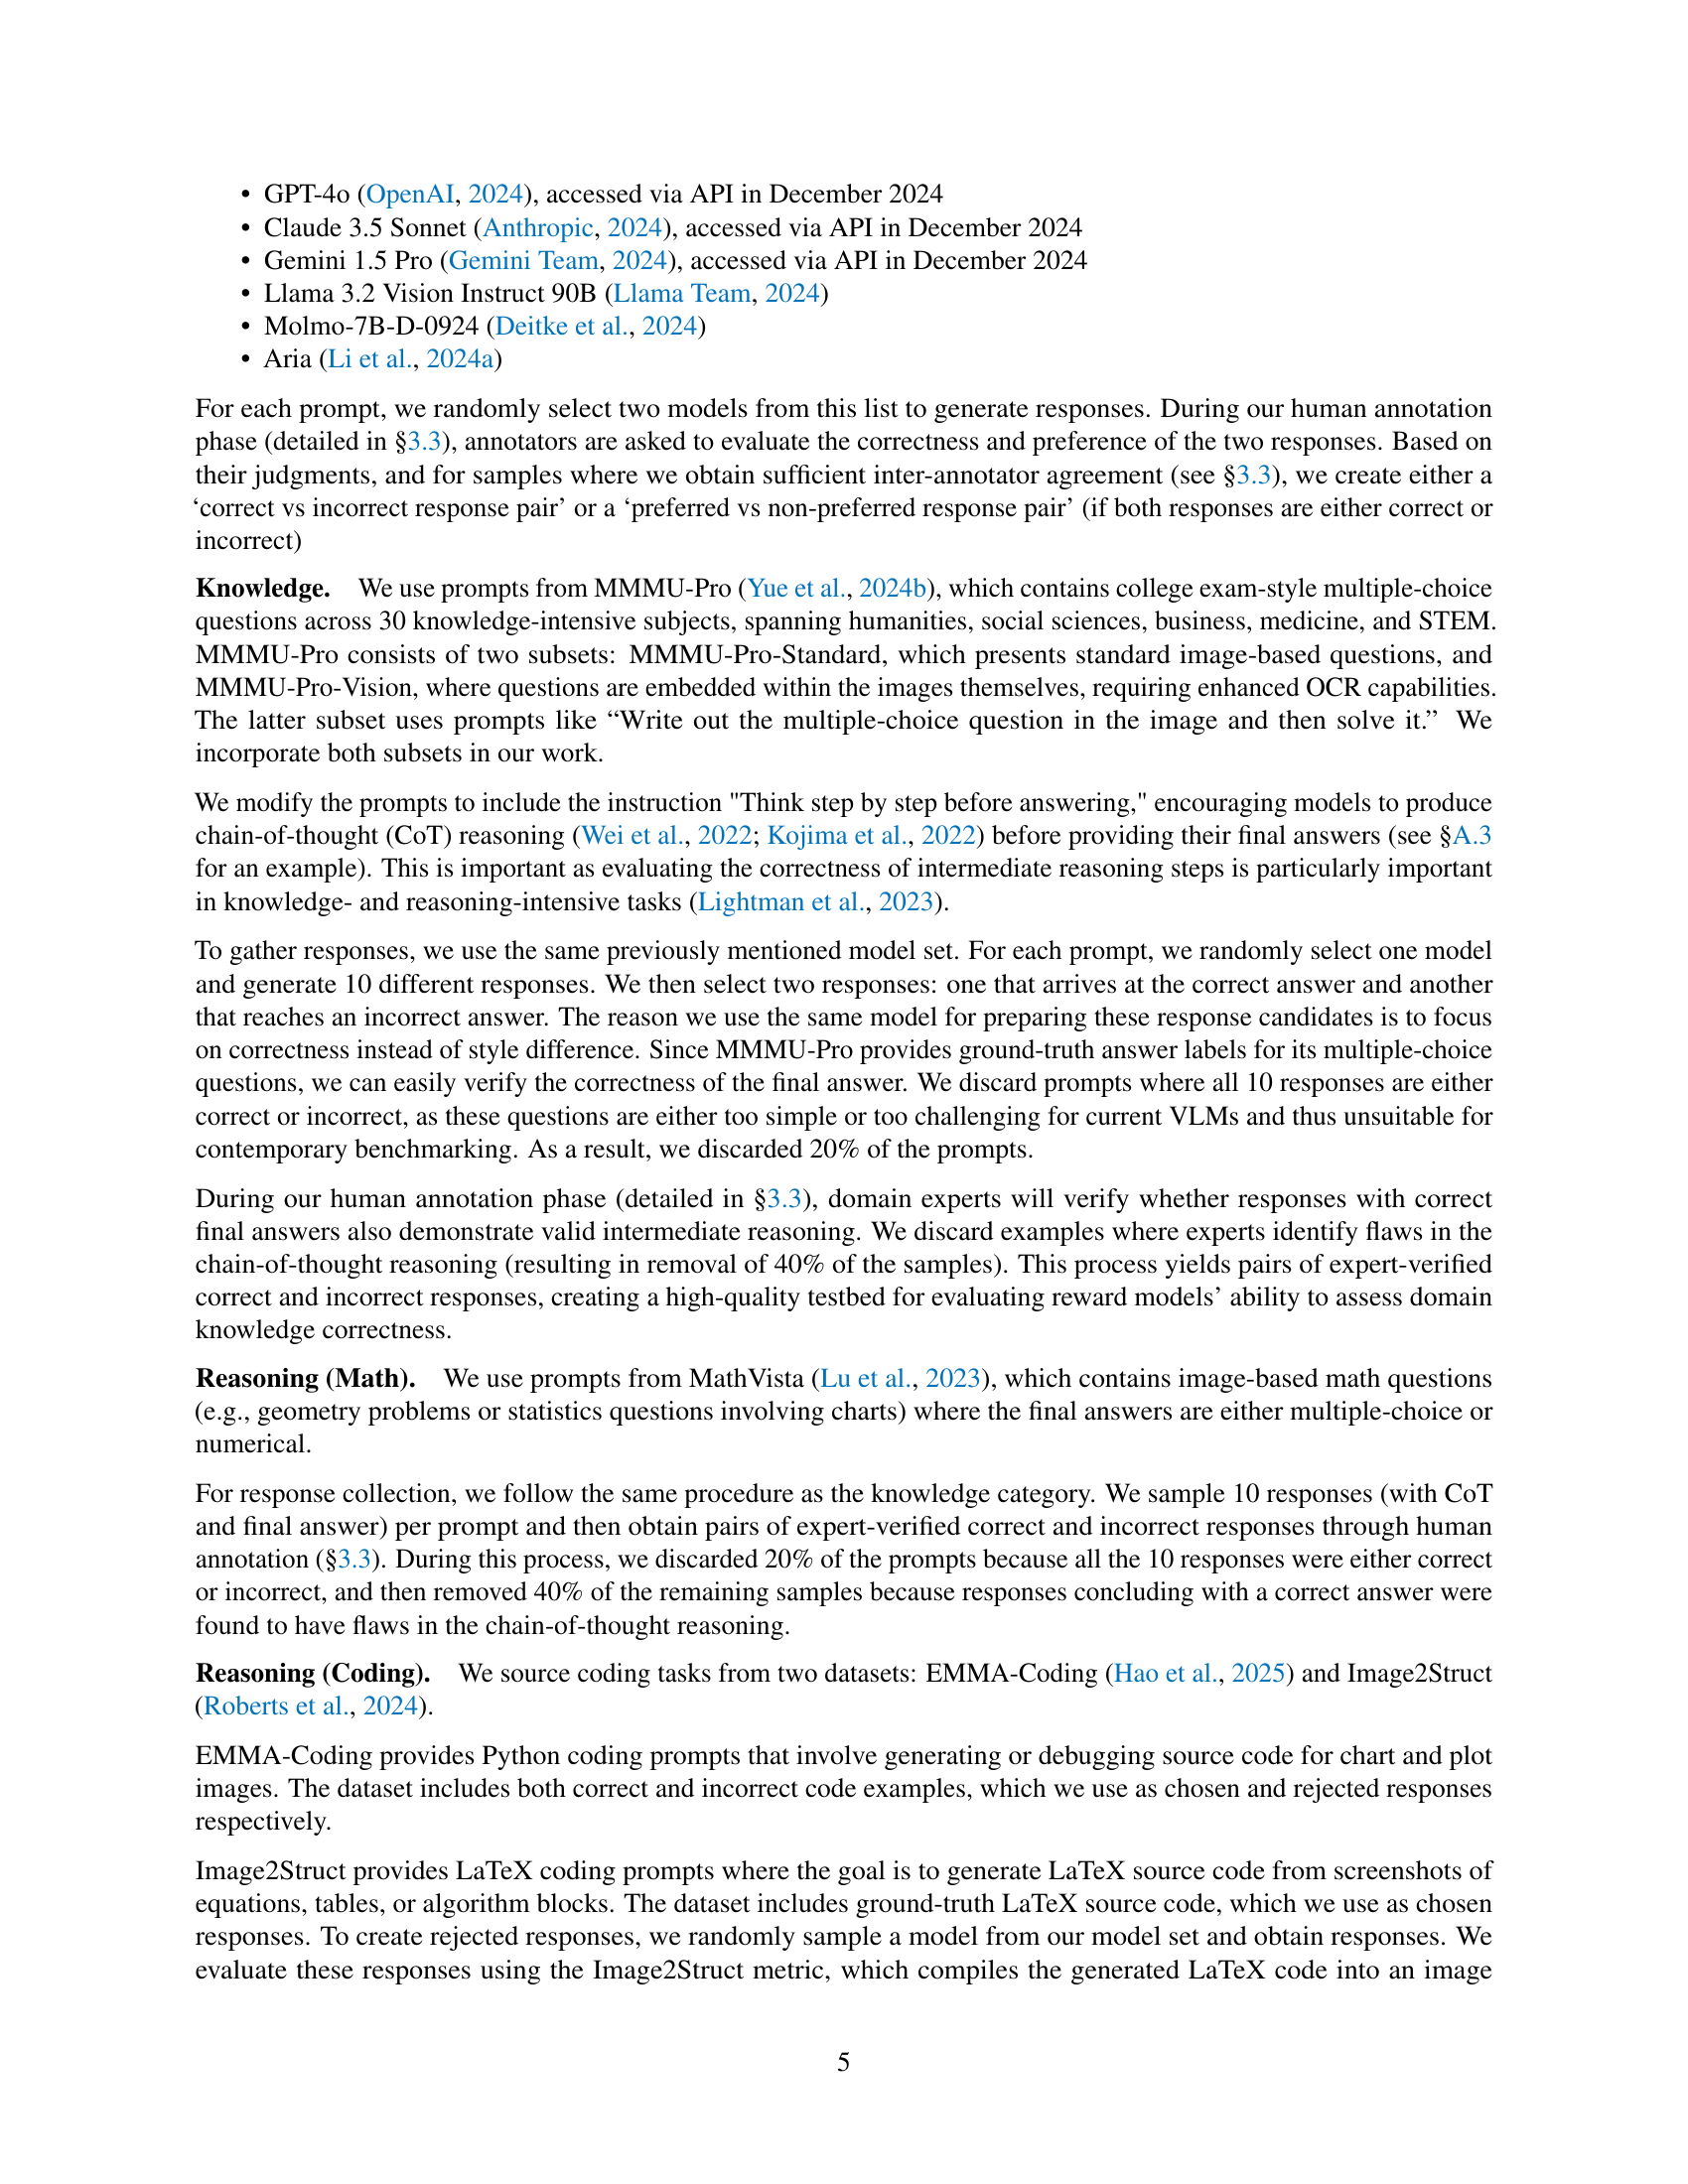 • GPT-4o (OpenAI, 2024), accessed via API in December 2024
• Claude 3.5 Sonnet (Anthropic, 2024), accessed via API in December 2024
• Gemini 1.5 Pro (Gemini Team, 2024), accessed via API in December 2024
• Llama 3.2 Vision Instruct 90B (Llama Team, 2024)
• Molmo-7B-D-0924 (Deitke et al., 2024)
• Aria (Li et al., 2024a)
For each prompt, we randomly select two models from this list to generate responses. During our human annotation
phase (detailed in §3.3), annotators are asked to evaluate the correctness and preference of the two responses. Based on
their judgments, and for samples where we obtain sufficient inter-annotator agreement (see §3.3), we create either a
‘correct vs incorrect response pair’ or a ‘preferred vs non-preferred response pair’ (if both responses are either correct or
incorrect)
Knowledge. We use prompts from MMMU-Pro (Yue et al., 2024b), which contains college exam-style multiple-choice
questions across 30 knowledge-intensive subjects, spanning humanities, social sciences, business, medicine, and STEM.
MMMU-Pro consists of two subsets: MMMU-Pro-Standard, which presents standard image-based questions, and
MMMU-Pro-Vision, where questions are embedded within the images themselves, requiring enhanced OCR capabilities.
The latter subset uses prompts like “Write out the multiple-choice question in the image and then solve it.” We
incorporate both subsets in our work.
We modify the prompts to include the instruction "Think step by step before answering," encouraging models to produce
chain-of-thought (CoT) reasoning (Wei et al., 2022; Kojima et al., 2022) before providing their final answers (see §A.3
for an example). This is important as evaluating the correctness of intermediate reasoning steps is particularly important
in knowledge- and reasoning-intensive tasks (Lightman et al., 2023).
To gather responses, we use the same previously mentioned model set. For each prompt, we randomly select one model
and generate 10 different responses. We then select two responses: one that arrives at the correct answer and another
that reaches an incorrect answer. The reason we use the same model for preparing these response candidates is to focus
on correctness instead of style difference. Since MMMU-Pro provides ground-truth answer labels for its multiple-choice
questions, we can easily verify the correctness of the final answer. We discard prompts where all 10 responses are either
correct or incorrect, as these questions are either too simple or too challenging for current VLMs and thus unsuitable for
contemporary benchmarking. As a result, we discarded 20% of the prompts.
During our human annotation phase (detailed in §3.3), domain experts will verify whether responses with correct
final answers also demonstrate valid intermediate reasoning. We discard examples where experts identify flaws in the
chain-of-thought reasoning (resulting in removal of 40% of the samples). This process yields pairs of expert-verified
correct and incorrect responses, creating a high-quality testbed for evaluating reward models’ ability to assess domain
knowledge correctness.
Reasoning (Math). We use prompts from MathVista (Lu et al., 2023), which contains image-based math questions
(e.g., geometry problems or statistics questions involving charts) where the final answers are either multiple-choice or
numerical.
For response collection, we follow the same procedure as the knowledge category. We sample 10 responses (with CoT
and final answer) per prompt and then obtain pairs of expert-verified correct and incorrect responses through human
annotation (§3.3). During this process, we discarded 20% of the prompts because all the 10 responses were either correct
or incorrect, and then removed 40% of the remaining samples because responses concluding with a correct answer were
found to have flaws in the chain-of-thought reasoning.
Reasoning (Coding). We source coding tasks from two datasets: EMMA-Coding (Hao et al., 2025) and Image2Struct
(Roberts et al., 2024).
EMMA-Coding provides Python coding prompts that involve generating or debugging source code for chart and plot
images. The dataset includes both correct and incorrect code examples, which we use as chosen and rejected responses
respectively.
Image2Struct provides LaTeX coding prompts where the goal is to generate LaTeX source code from screenshots of
equations, tables, or algorithm blocks. The dataset includes ground-truth LaTeX source code, which we use as chosen
responses. To create rejected responses, we randomly sample a model from our model set and obtain responses. We
evaluate these responses using the Image2Struct metric, which compiles the generated LaTeX code into an image
5